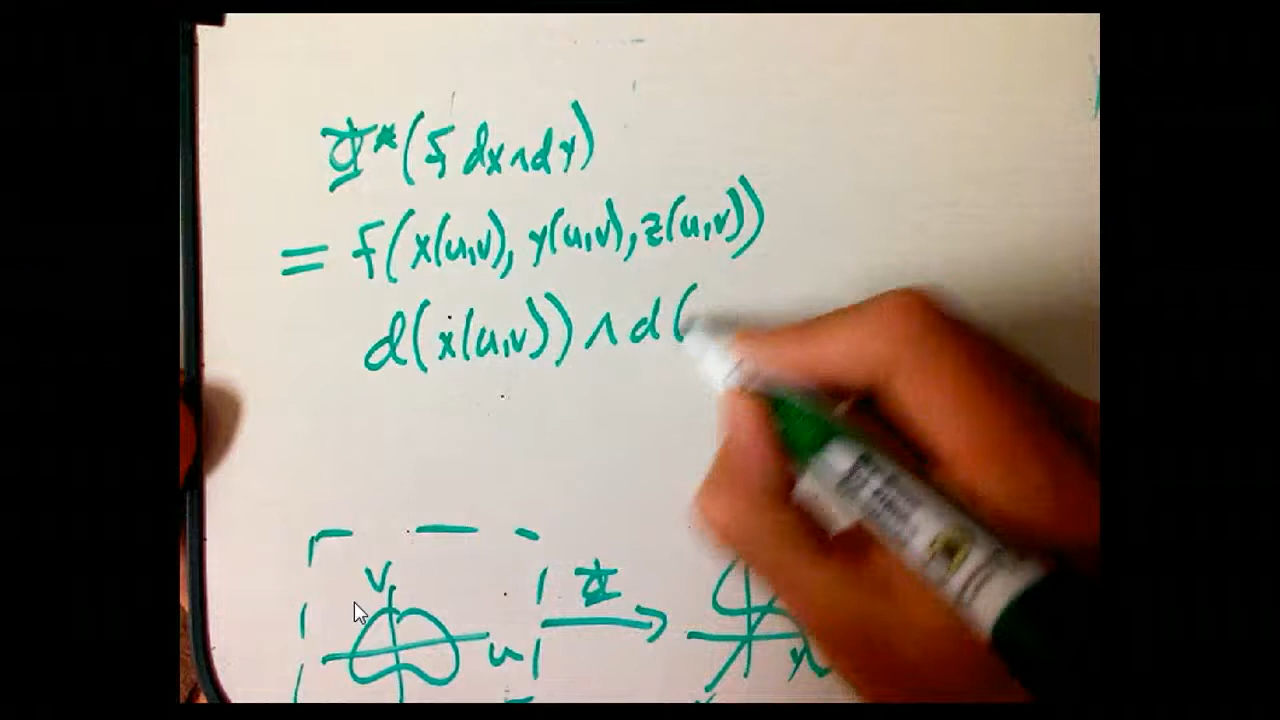 Φ*(f dx∧dy)
= f(x(u,v), y(u,v), z(u,v))
d(x(u,v)) ∧ d(
v
Φ
u
y